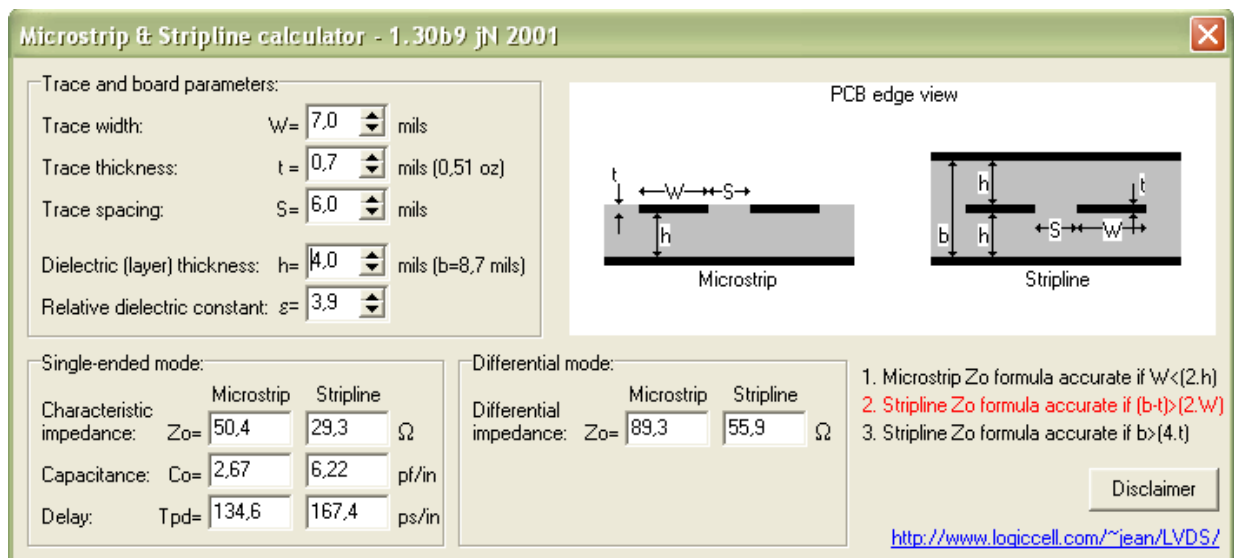 Microstrip & Stripline calculator - 1.30b9 jN 2001
Trace and board parameters:
Trace width: W= 7,0 mils
Trace thickness: t = 0,7 mils (0,51 oz)
Trace spacing: S= 6,0 mils
Dielectric (layer) thickness: h= 4,0 mils (b=8,7 mils)
Relative dielectric constant: ε= 3,9
PCB edge view
t W S
h
Microstrip
h t
b h S W
Stripline
Single-ended mode:
Microstrip Stripline
Characteristic
impedance: Zo= 50,4 29,3 Ω
Capacitance: Co= 2,67 6,22 pf/in
Delay: Tpd= 134,6 167,4 ps/in
Differential mode:
Microstrip Stripline
Differential
impedance: Zo= 89,3 55,9 Ω
1. Microstrip Zo formula accurate if W<(2.h)
2. Stripline Zo formula accurate if (b-t)>(2.W)
3. Stripline Zo formula accurate if b>(4.t)
Disclaimer
http://www.logiccell.com/~jean/LVDS/